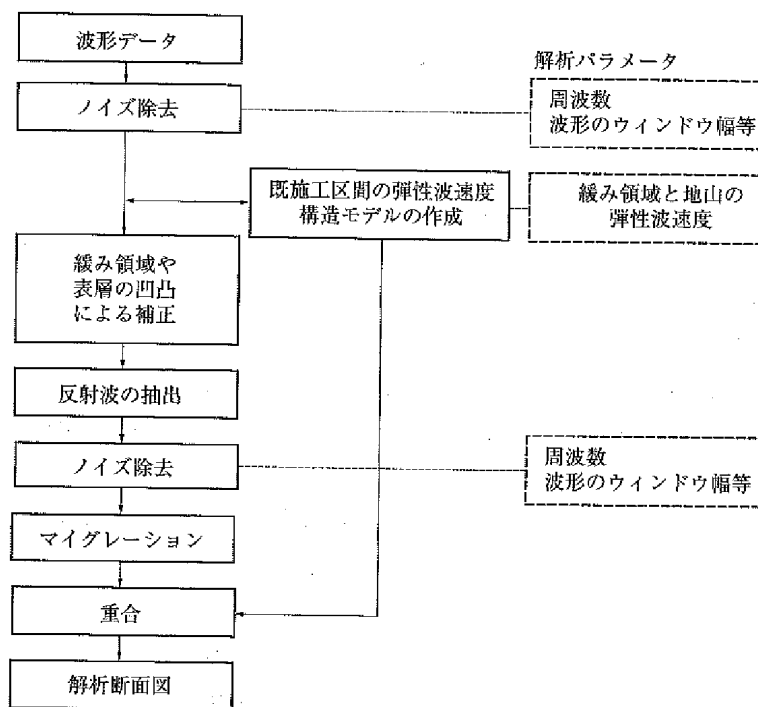 波形データ
解析パラメータ
ノイズ除去
周波数
波形のウィンドウ幅等
既施工区間の弾性波速度
構造モデルの作成
緩み領域と地山の
弾性波速度
緩み領域や
表層の凹凸
による補正
反射波の抽出
ノイズ除去
周波数
波形のウィンドウ幅等
マイグレーション
重合
解析断面図